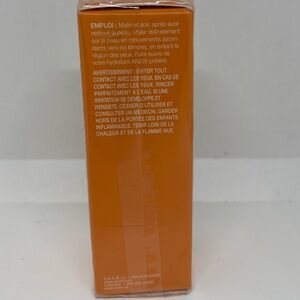 EMPLOI : Matin et soir, après avoir
nettoyé la peau, étaler délicatement
sur la peau en mouvements ascen-
dants vers les tempes, en évitant la
région des yeux. Faire suivre de
votre hydratant ANEW préféré.
AVERTISSEMENT : ÉVITER TOUT
CONTACT AVEC LES YEUX. EN CAS DE
CONTACT AVEC LES YEUX, RINCER
PARFAITEMENT À L'EAU. SI UNE
IRRITATION SE DÉVELOPPE ET
PERSISTE, CESSER D'UTILISER ET
CONSULTER UN MÉDECIN. GARDER
HORS DE LA PORTÉE DES ENFANTS.
INFLAMMABLE. TENIR LOIN DE LA
CHALEUR ET DE LA FLAMME NUE.